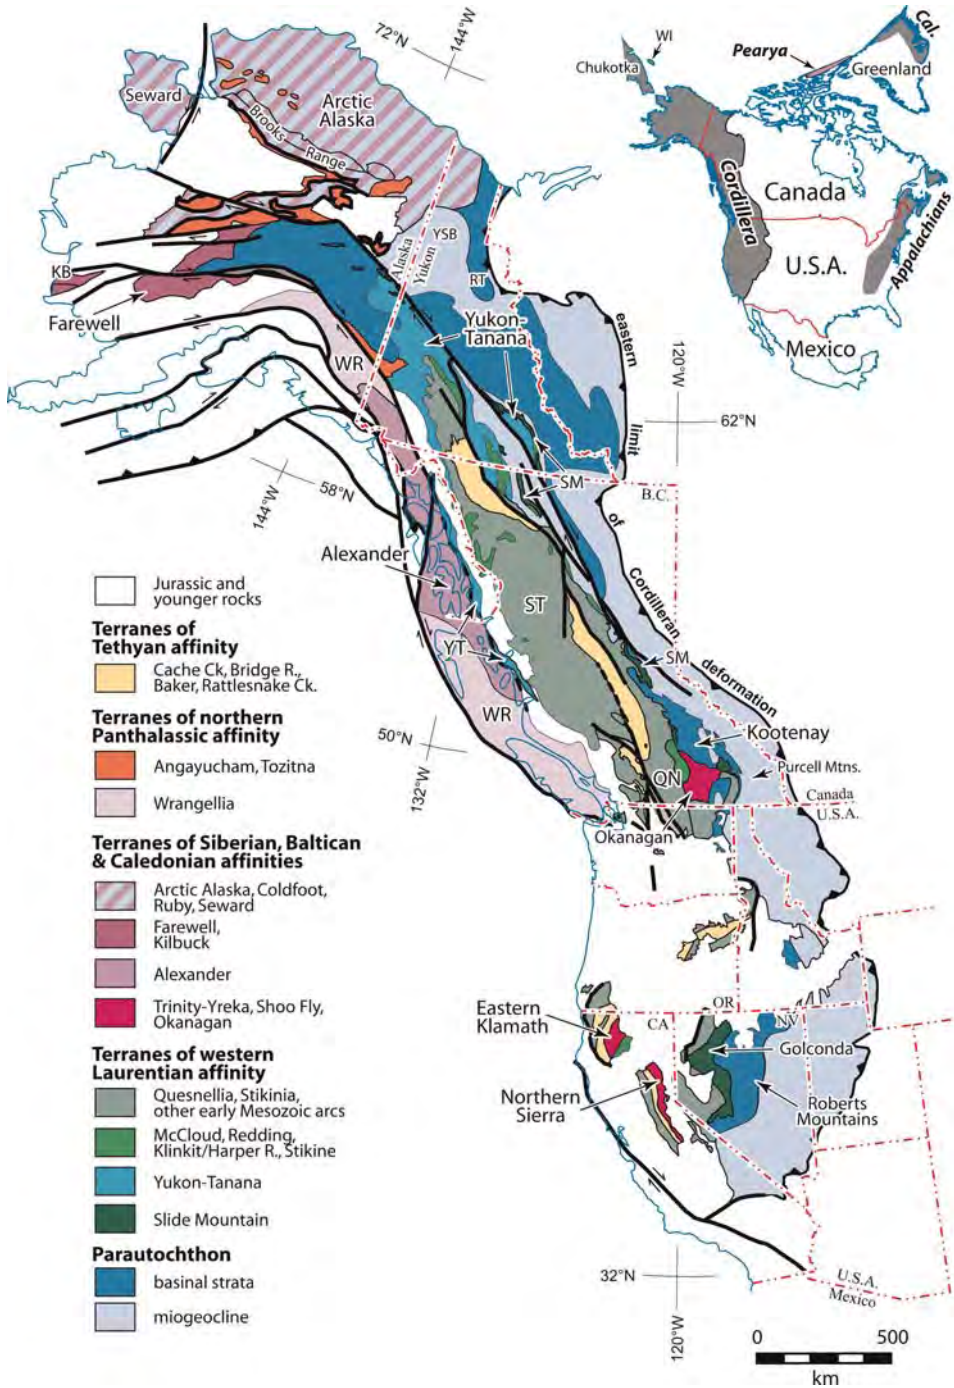 72°N
144°W
Seward
Arctic
Alaska
Brooks
Range
KB
Farewell
Alaska
Yukon
YSB
RT
Yukon-
Tanana
WR
eastern
limit
of
Cordilleran
deformation
120°W
62°N
B.C.
SM
144°W
58°N
Alexander
ST
YT
SM
WR
50°N
132°W
Kootenay
QN
Purcell Mtns.
Canada
U.S.A.
Okanagan
Eastern
Klamath
OR
CA
NV
Golconda
Northern
Sierra
Roberts
Mountains
32°N
120°W
U.S.A.
Mexico
0
500
km
WI
Chukotka
Pearya
Cal.
Greenland
Cordillera
Canada
U.S.A.
Appalachians
Mexico
Jurassic and
younger rocks
Terranes of
Tethyan affinity
Cache Ck, Bridge R.,
Baker, Rattlesnake Ck.
Terranes of northern
Panthalassic affinity
Angayucham, Tozitna
Wrangellia
Terranes of Siberian, Baltican
& Caledonian affinities
Arctic Alaska, Coldfoot,
Ruby, Seward
Farewell,
Kilbuck
Alexander
Trinity-Yreka, Shoo Fly,
Okanagan
Terranes of western
Laurentian affinity
Quesnellia, Stikinia,
other early Mesozoic arcs
McCloud, Redding,
Klinkit/Harper R., Stikine
Yukon-Tanana
Slide Mountain
Parautochthon
basinal strata
miogeocline